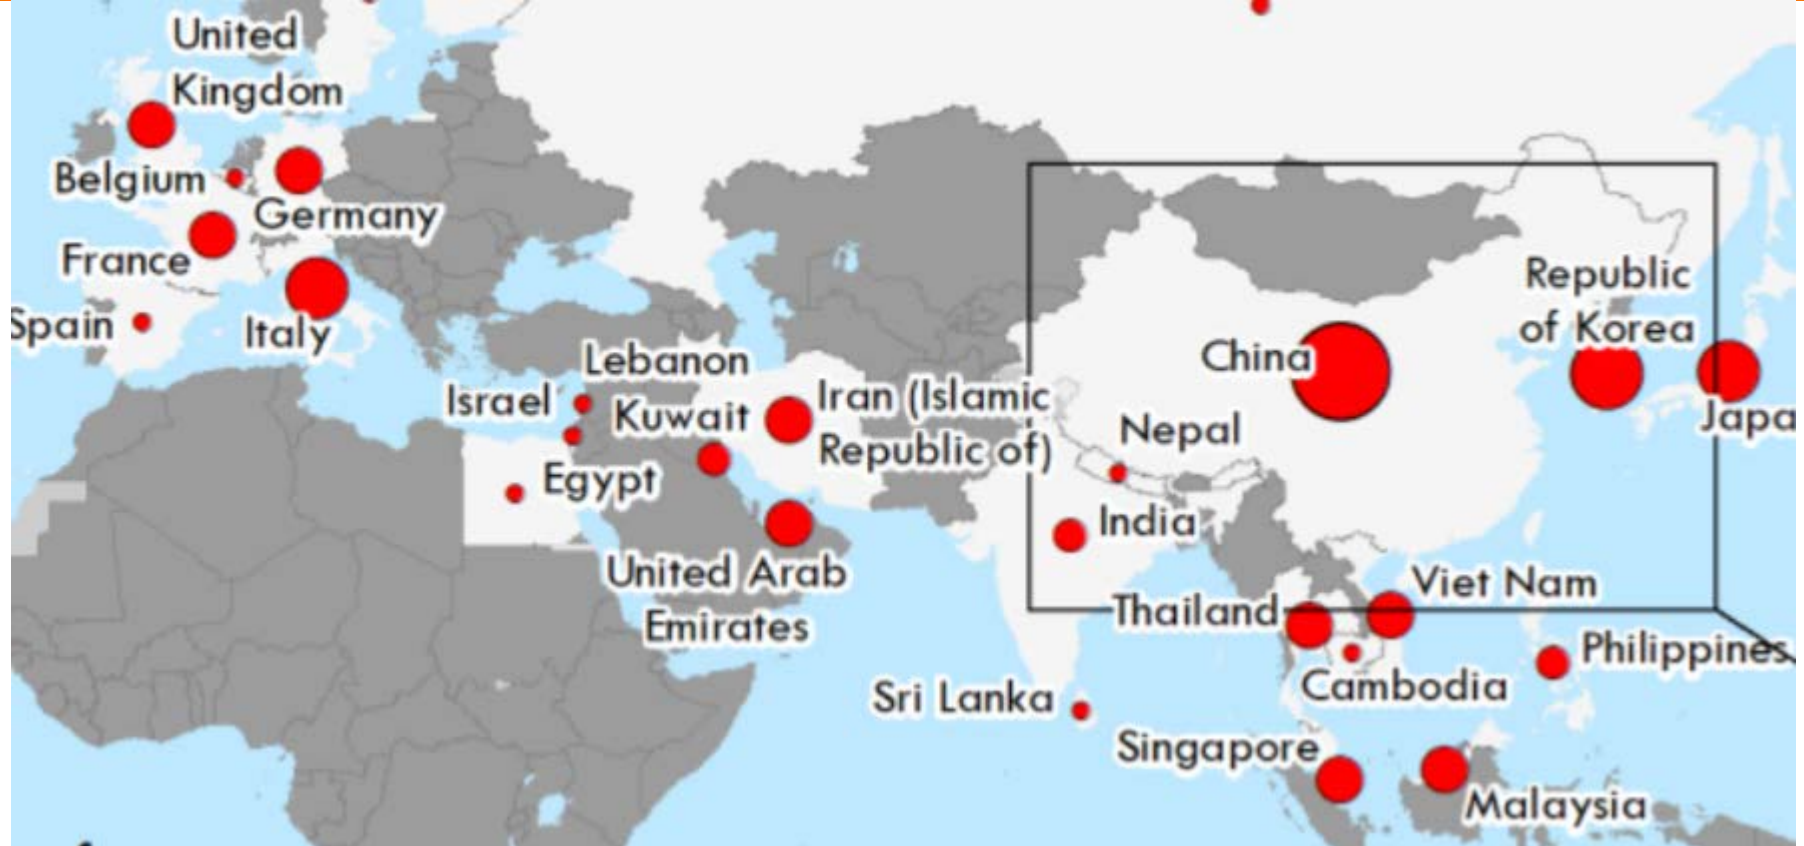 United
Kingdom
Belgium
Germany
France
Spain
Italy
Lebanon
Israel
Kuwait
Iran (Islamic
Republic of)
Egypt
United Arab
Emirates
Republic
of Korea
China
Japa
Nepal
India
Viet Nam
Thailand
Philippines
Cambodia
Sri Lanka
Singapore
Malaysia